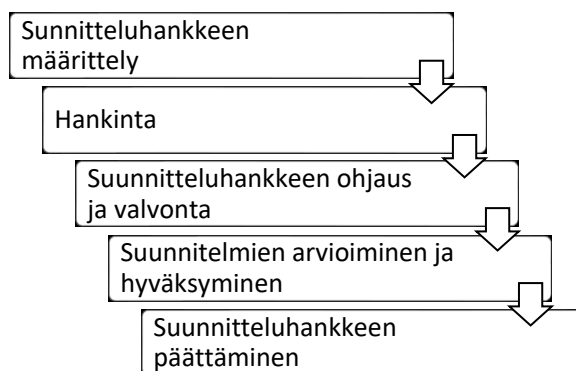 Sunnitteluhankkeen
määrittely
Hankinta
Suunnitteluhankkeen ohjaus
ja valvonta
Suunnitelmien arvioiminen ja
hyväksyminen
Suunnitteluhankkeen
päättäminen